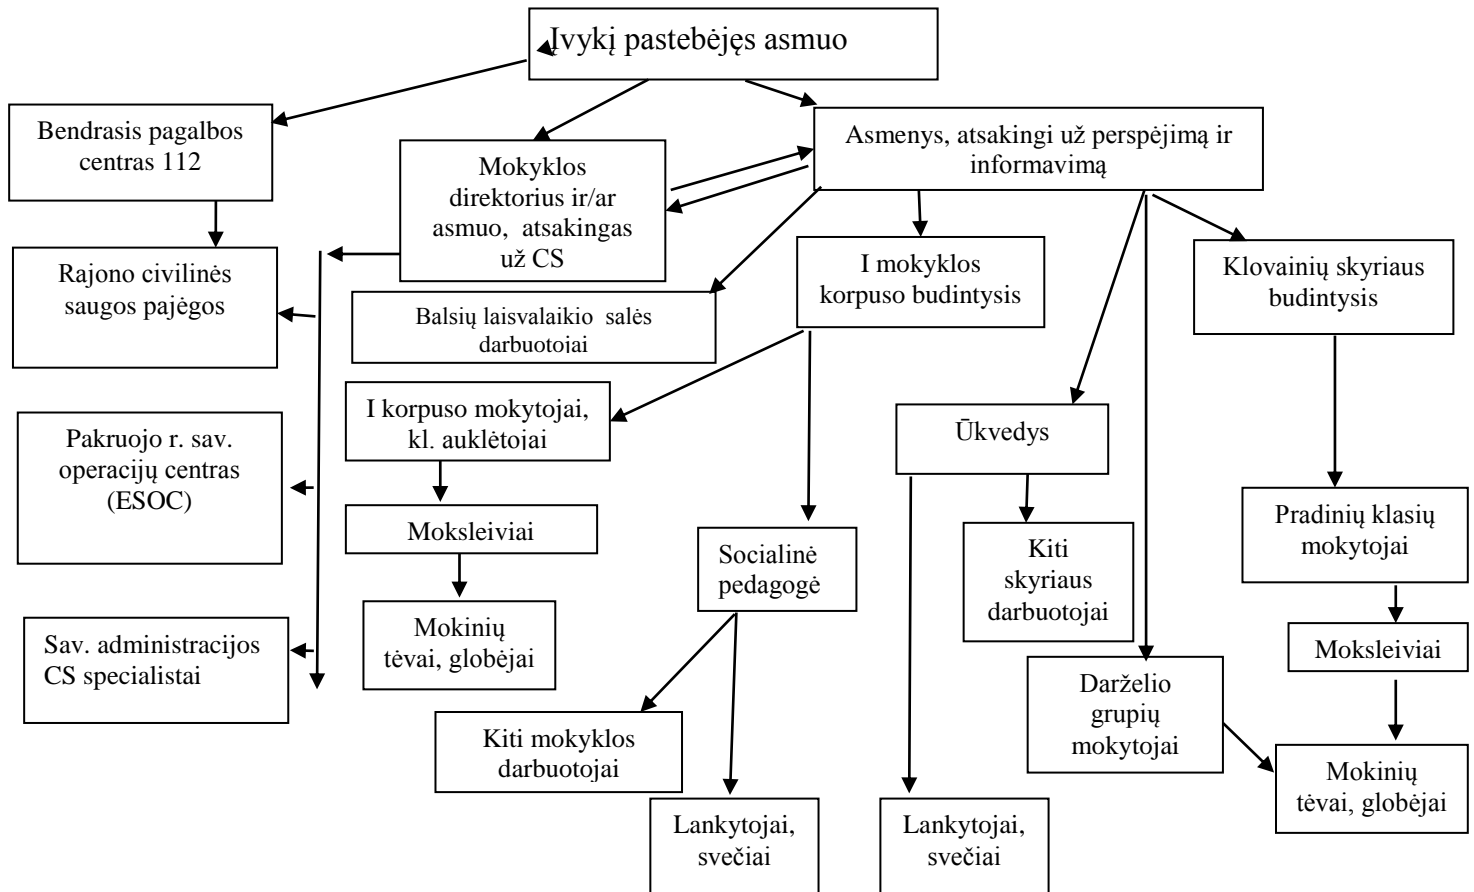 Įvykį pastebėjęs asmuo
Bendrasis pagalbos
centras 112
Mokyklos
direktorius ir/ar
asmuo, atsakingas
už CS
Asmenys, atsakingi už perspėjimą ir
informavimą
Rajono civilinės
saugos pajėgos
Balsių laisvalaikio salės
darbuotojai
I mokyklos
korpuso budintysis
Klovainių skyriaus
budintysis
I korpuso mokytojai,
kl. auklėtojai
Ūkvedys
Pakruojo r. sav.
operacijų centras
(ESOC)
Moksleiviai
Socialinė
pedagogė
Kiti
skyriaus
darbuotojai
Pradinių klasių
mokytojai
Sav. administracijos
CS specialistai
Mokinių
tėvai, globėjai
Moksleiviai
Darželio
grupių
mokytojai
Kiti mokyklos
darbuotojai
Mokinių
tėvai, globėjai
Lankytojai,
svečiai
Lankytojai,
svečiai